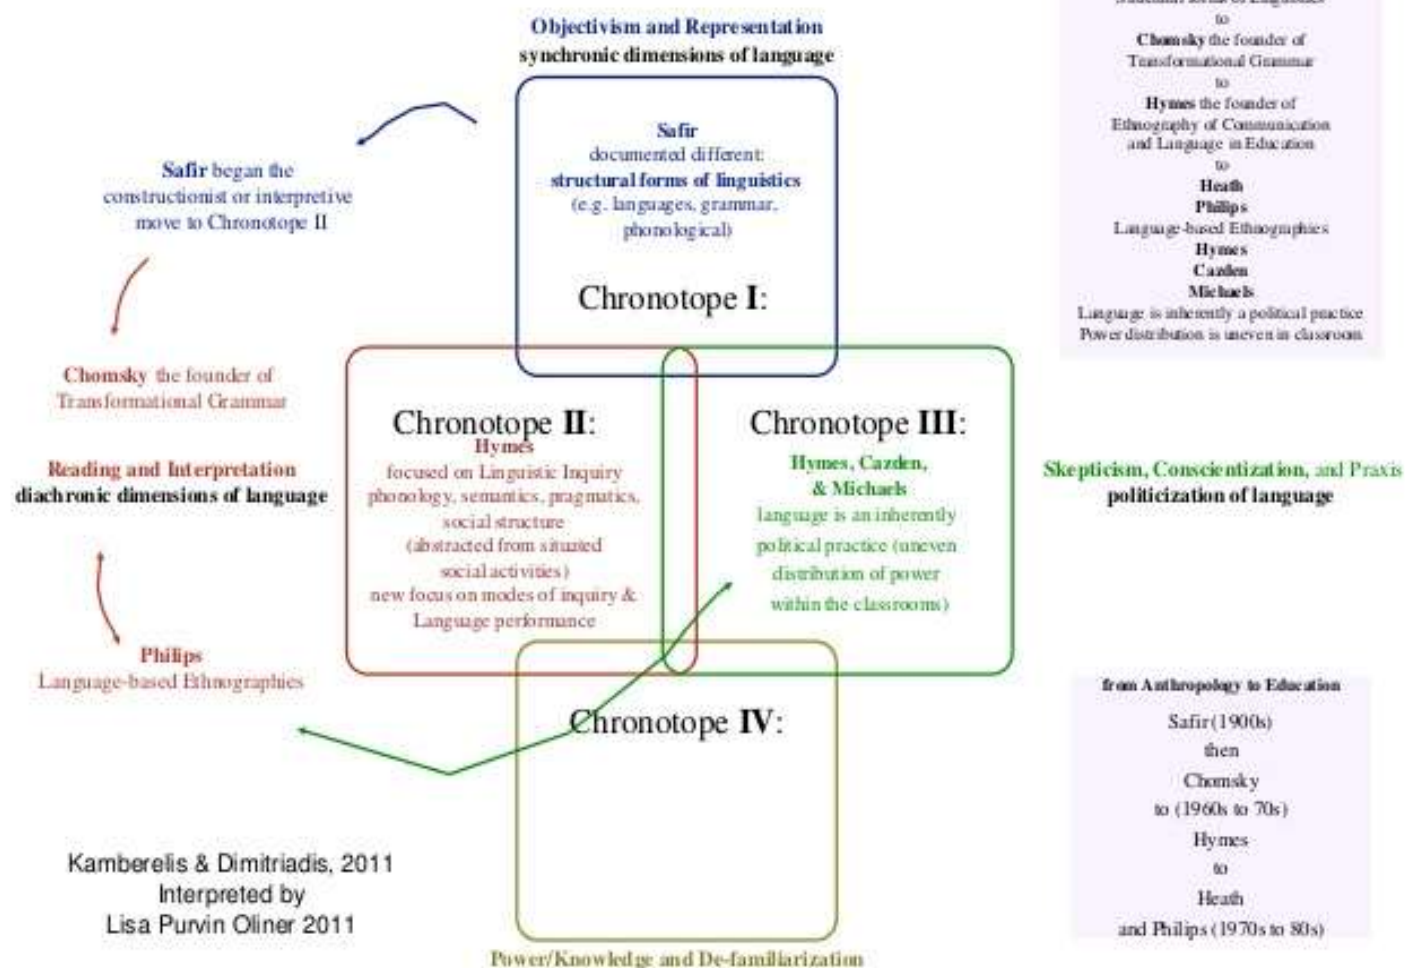 Objectivism and Representation
synchronic dimensions of language
Safir
documented different:
structural forms of linguistics
(e.g. languages, grammar,
phonological)
Chronotope I:
Safir began the
constructionist or interpretive
move to Chronotope II
Chomsky the founder of
Transformational Grammar
Reading and Interpretation
diachronic dimensions of language
Philips
Language-based Ethnographies
Chronotope II:
Hymes
focused on Linguistic Inquiry
phonology, semantics, pragmatics,
social structure
(abstracted from situated
social activities)
new focus on modes of inquiry &
Language performance
Chronotope III:
Hymes, Cazden,
& Michaels
language is an inherently
political practice (uneven
distribution of power
within the classrooms)
Skepticism, Conscientization, and Praxis
politicization of language
Chronotope IV:
Power/Knowledge and De-familiarization
to
Chomsky the founder of
Transformational Grammar
to
Hymes the founder of
Ethnography of Communication
and Language in Education
to
Heath
Philips
Language-based Ethnographies
Hymes
Cazden
Michaels
Language is inherently a political practice
Power distribution is uneven in classroom
from Anthropology to Education
Safir (1900s)
then
Chomsky
to (1960s to 70s)
Hymes
to
Heath
and Philips (1970s to 80s)
Kamberelis & Dimitriadis, 2011
Interpreted by
Lisa Purvin Oliner 2011